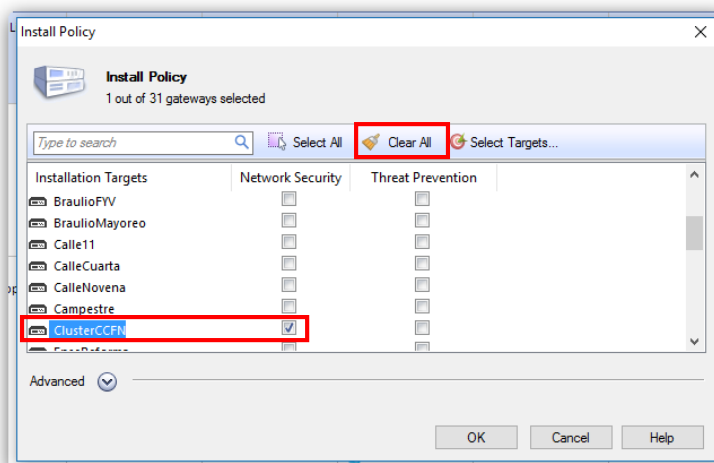 L
Install Policy
Install Policy
1 out of 31 gateways selected
Type to search
Select All
Clear All
Select Targets...
Installation Targets Network Security Threat Prevention
BraulioFYV
BraulioMayoreo
Calle11
CalleCuarta
CalleNovena
Campestre
ClusterCCFN
Advanced
OK Cancel Help